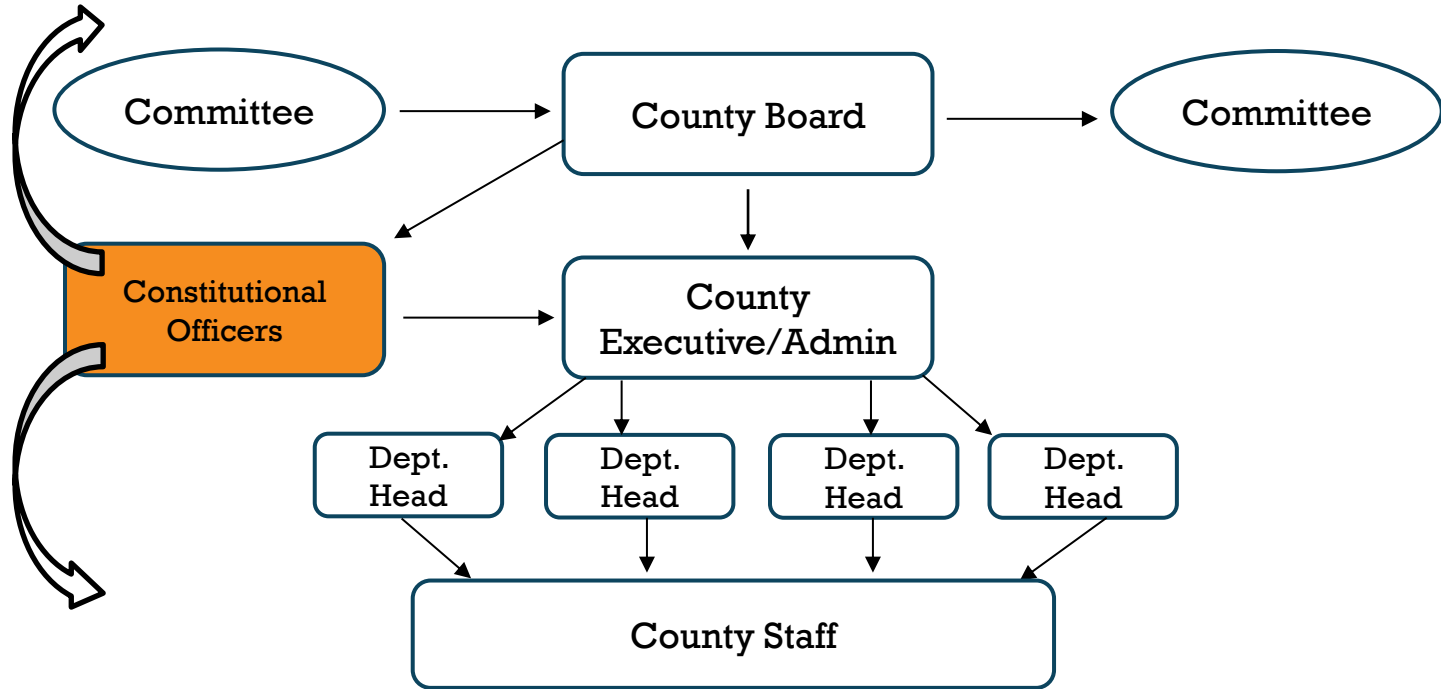 Committee
County Board
Committee
Constitutional
Officers
County
Executive/Admin
Dept.
Head
Dept.
Head
Dept.
Head
Dept.
Head
County Staff